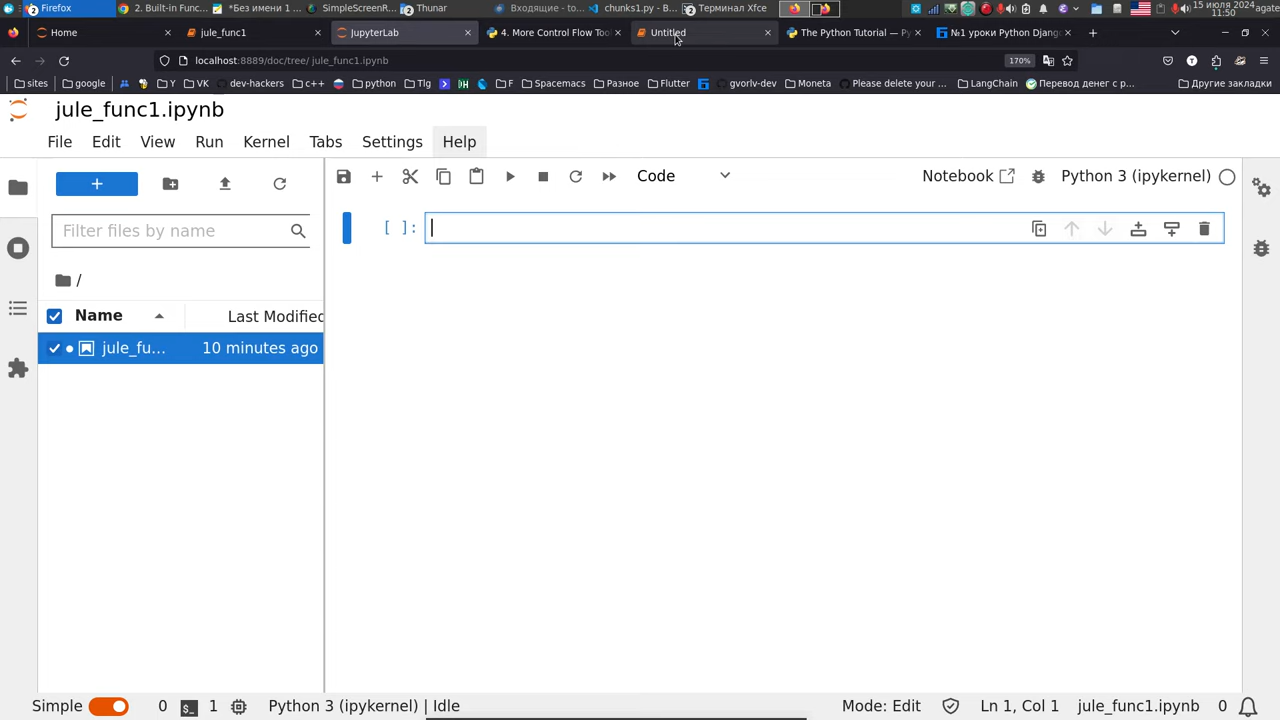 Firefox
2
2. Built-in Func...
*Без имени 1 ...
SimpleScreenR...
2 Thunar
Входящие - to...
chunks1.py - В...
2 Терминал Xfce
15 июля 2024
11:50
agate
Home
jule_func1
JupyterLab
4. More Control Flow Tool
Untitled
The Python Tutorial — Py
№1 уроки Python Djang
localhost:8889/doc/tree/ jule_func1.ipynb
170%
sites
google
Y
VK
dev-hackers
c++
python
Tlg
F
Spacemacs
Разное
Flutter
gvorlv-dev
Moneta
Please delete your ...
LangChain
Перевод денег с р...
Другие закладки
jule_func1.ipynb
File Edit View Run Kernel Tabs Settings Help
+
Code
Notebook
Python 3 (ipykernel)
Filter files by name
[ ]:
/
Name
Last Modified
jule_fu...
10 minutes ago
Simple
0
1
Python 3 (ipykernel) | Idle
Mode: Edit
Ln 1, Col 1
jule_func1.ipynb
0